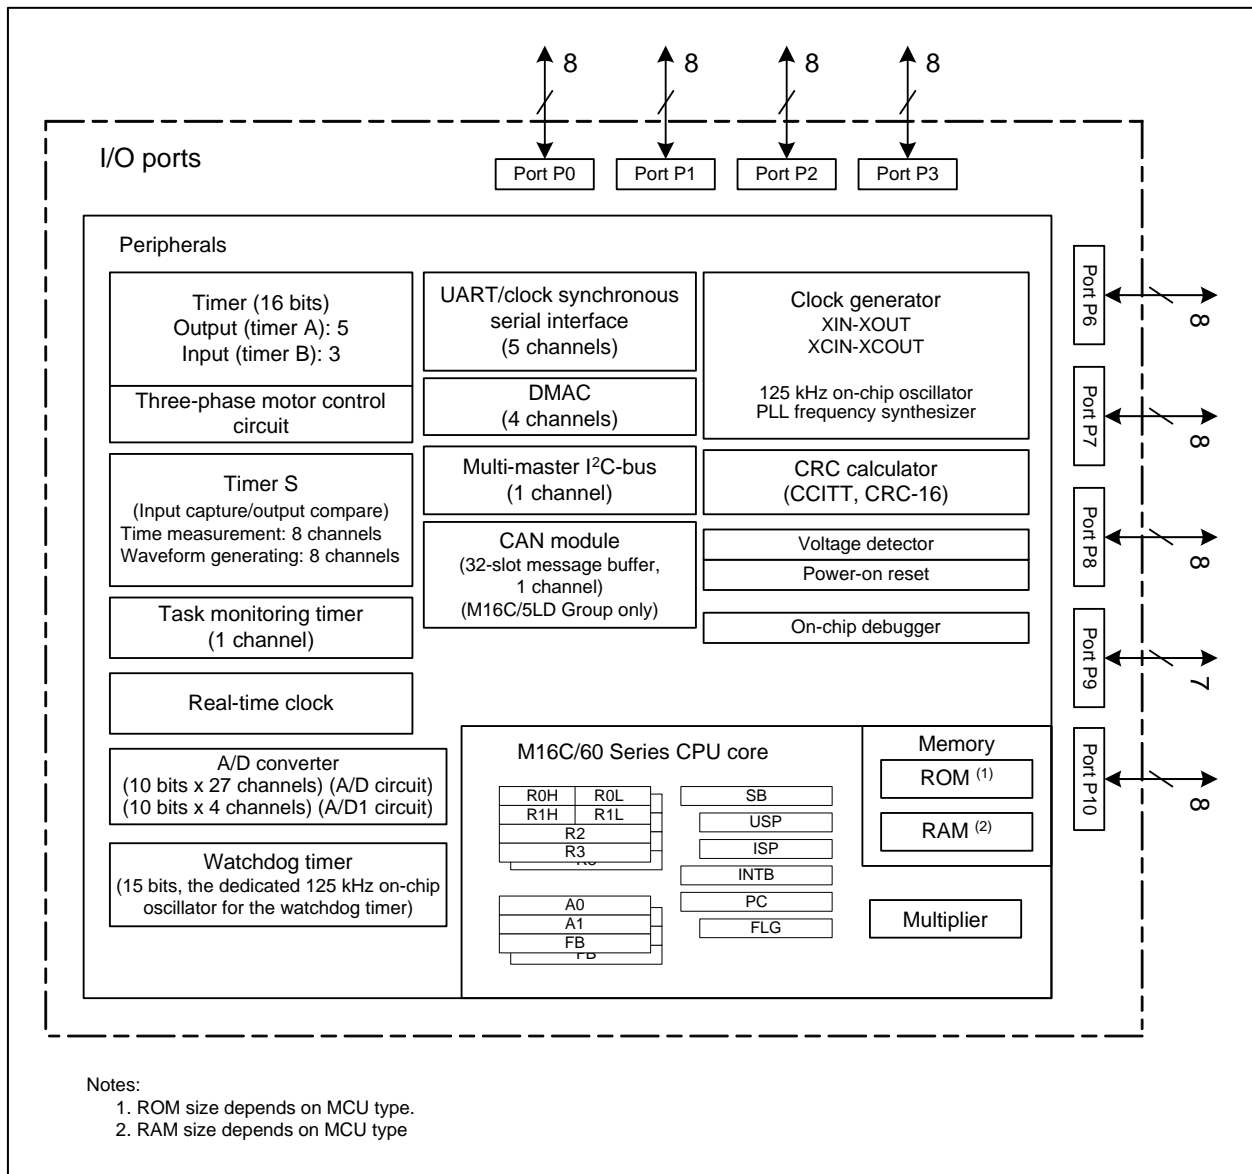 8
8
8
8
I/O ports
Port P0
Port P1
Port P2
Port P3
Peripherals
Timer (16 bits)
Output (timer A): 5
Input (timer B): 3
Three-phase motor control
circuit
Timer S
(Input capture/output compare)
Time measurement: 8 channels
Waveform generating: 8 channels
Task monitoring timer
(1 channel)
Real-time clock
A/D converter
(10 bits x 27 channels) (A/D circuit)
(10 bits x 4 channels) (A/D1 circuit)
Watchdog timer
(15 bits, the dedicated 125 kHz on-chip
oscillator for the watchdog timer)
UART/clock synchronous
serial interface
(5 channels)
DMAC
(4 channels)
Multi-master I²C-bus
(1 channel)
CAN module
(32-slot message buffer,
1 channel)
(M16C/5LD Group only)
Clock generator
XIN-XOUT
XCIN-XCOUT
125 kHz on-chip oscillator
PLL frequency synthesizer
CRC calculator
(CCITT, CRC-16)
Voltage detector
Power-on reset
On-chip debugger
M16C/60 Series CPU core
R0H
R0L
R1H
R1L
R2
R3
R3
A0
A1
FB
FB
SB
USP
ISP
INTB
PC
FLG
Memory
ROM (1)
RAM (2)
Multiplier
Port P6
8
Port P7
8
Port P8
8
Port P9
7
Port P10
8
Notes:
1. ROM size depends on MCU type.
2. RAM size depends on MCU type